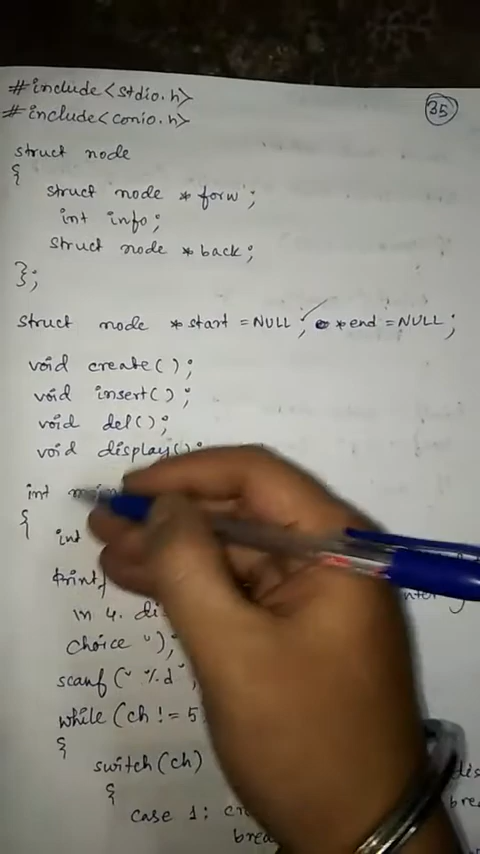 35
#include<stdio.h>
#include<conio.h>
struct node
{
struct node *forw;
int info;
struct node *back;
};
struct node *start =NULL; *end =NULL;
void create();
void insert();
void del();
void display();
int
{
int
\n 4. di
choice ");
scanf(" %d",
while (ch != 5
{
switch(ch)
{
case 1: